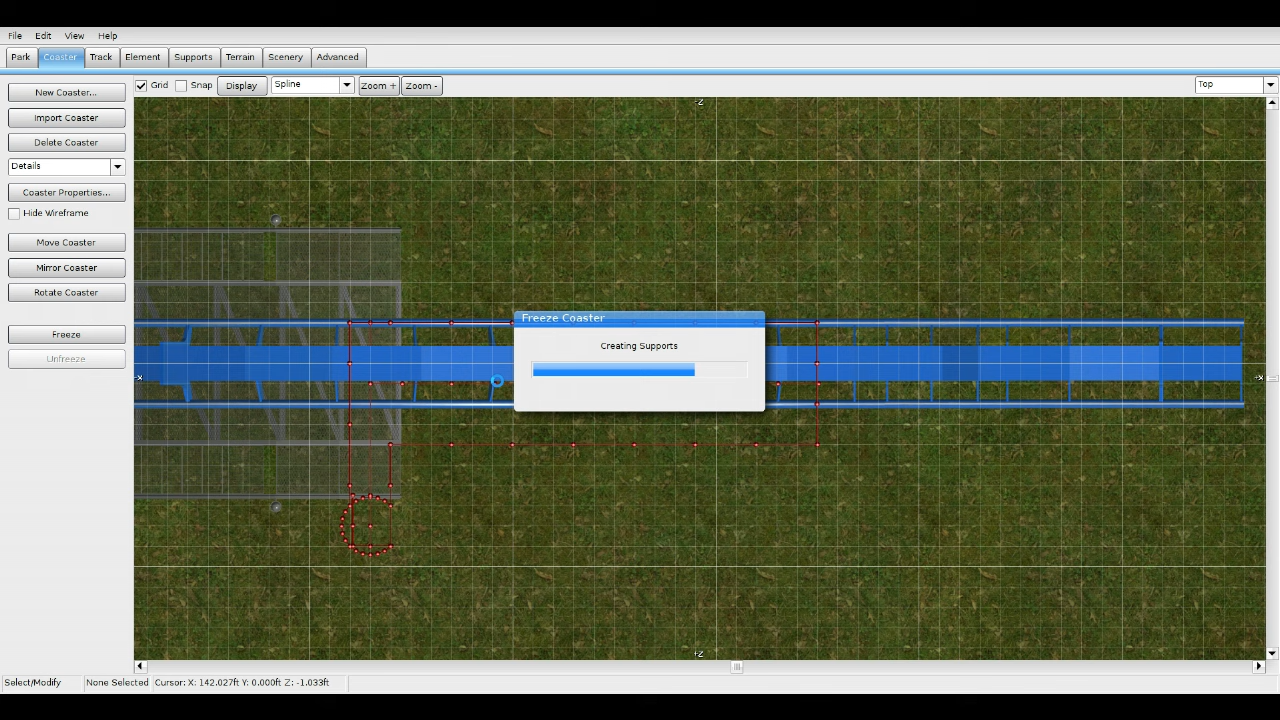 File Edit View Help
Park Coaster Track Element Supports Terrain Scenery Advanced
Grid Snap Display Spline Zoom + Zoom - Top
New Coaster...
Import Coaster
Delete Coaster
Details
Coaster Properties...
Hide Wireframe
Move Coaster
Mirror Coaster
Rotate Coaster
Freeze
Unfreeze
-Z
-X
+X
+Z
Freeze Coaster
Creating Supports
Select/Modify None Selected Cursor: X: 142.027ft Y: 0.000ft Z: -1.033ft